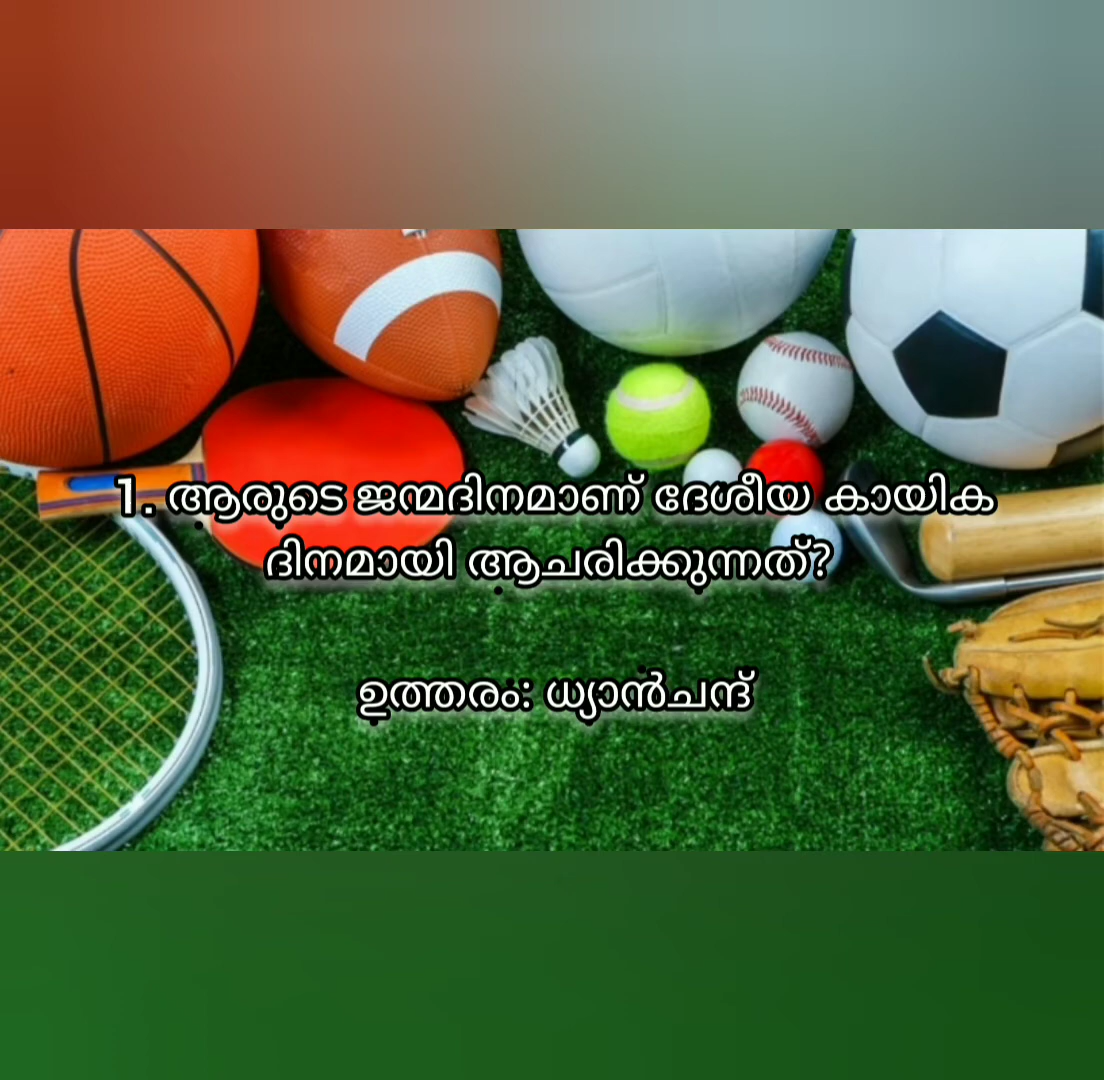 1. ആരുടെ ജന്മദിനമാണ് ദേശീയ കായിക
ദിനമായി ആചരിക്കുന്നത്?
ഉത്തരം: ധ്യാൻചന്ദ്